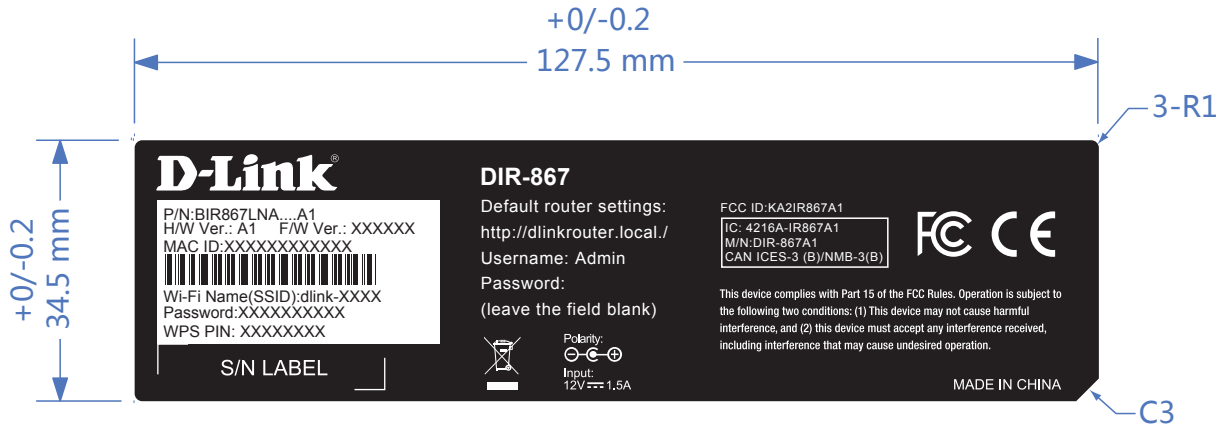 +0/-0.2
127.5 mm
3-R1
+0/-0.2
34.5 mm
D-Link®
P/N:BIR867LNA....A1
H/W Ver.: A1 F/W Ver.: XXXXXX
MAC ID:XXXXXXXXXXXX
Wi-Fi Name(SSID):dlink-XXXX
Password:XXXXXXXXXX
WPS PIN: XXXXXXXX
S/N LABEL
DIR-867
Default router settings:
http://dlinkrouter.local./
Username: Admin
Password:
(leave the field blank)
Polarity:
Input:
12V 1.5A
FCC ID:KA2IR867A1
IC: 4216A-IR867A1
M/N:DIR-867A1
CAN ICES-3 (B)/NMB-3(B)
FC CE
This device complies with Part 15 of the FCC Rules. Operation is subject to
the following two conditions: (1) This device may not cause harmful
interference, and (2) this device must accept any interference received,
including interference that may cause undesired operation.
MADE IN CHINA
C3